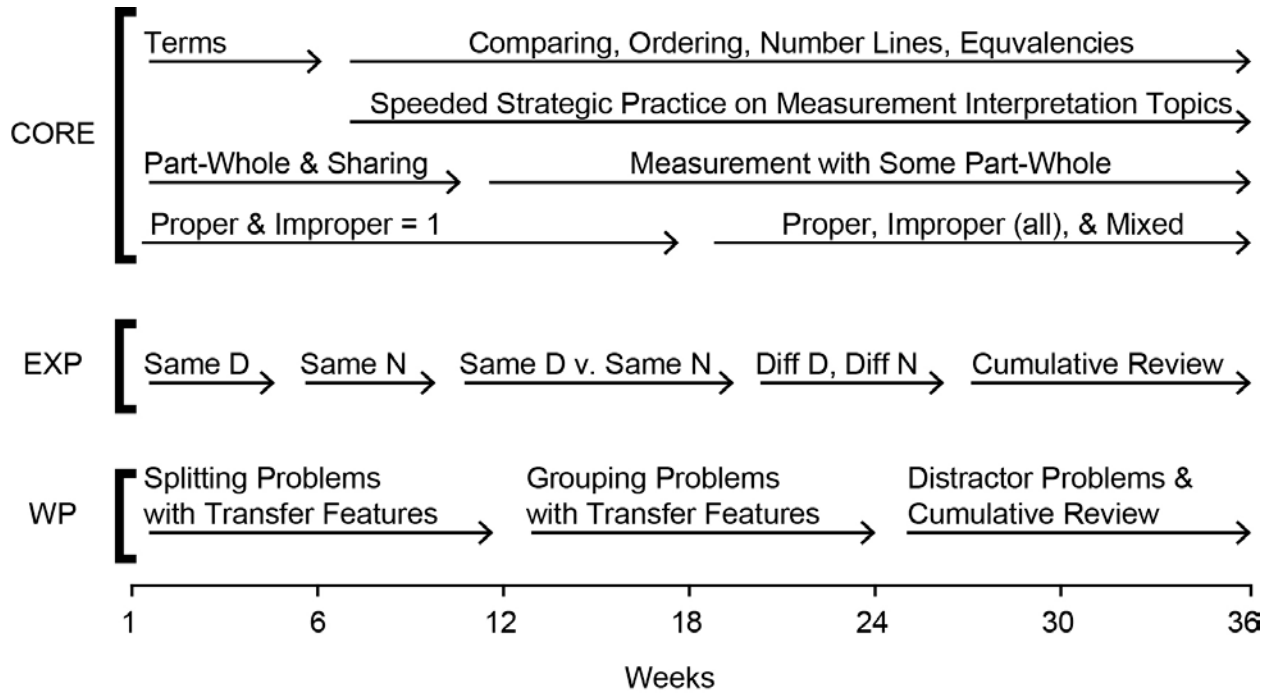 Terms
Comparing, Ordering, Number Lines, Equvalencies
Speeded Strategic Practice on Measurement Interpretation Topics
CORE
Part-Whole & Sharing
Measurement with Some Part-Whole
Proper & Improper = 1
Proper, Improper (all), & Mixed
EXP
Same D
Same N
Same D v. Same N
Diff D, Diff N
Cumulative Review
WP
Splitting Problems
with Transfer Features
Grouping Problems
with Transfer Features
Distractor Problems &
Cumulative Review
1 6 12 18 24 30 36
Weeks